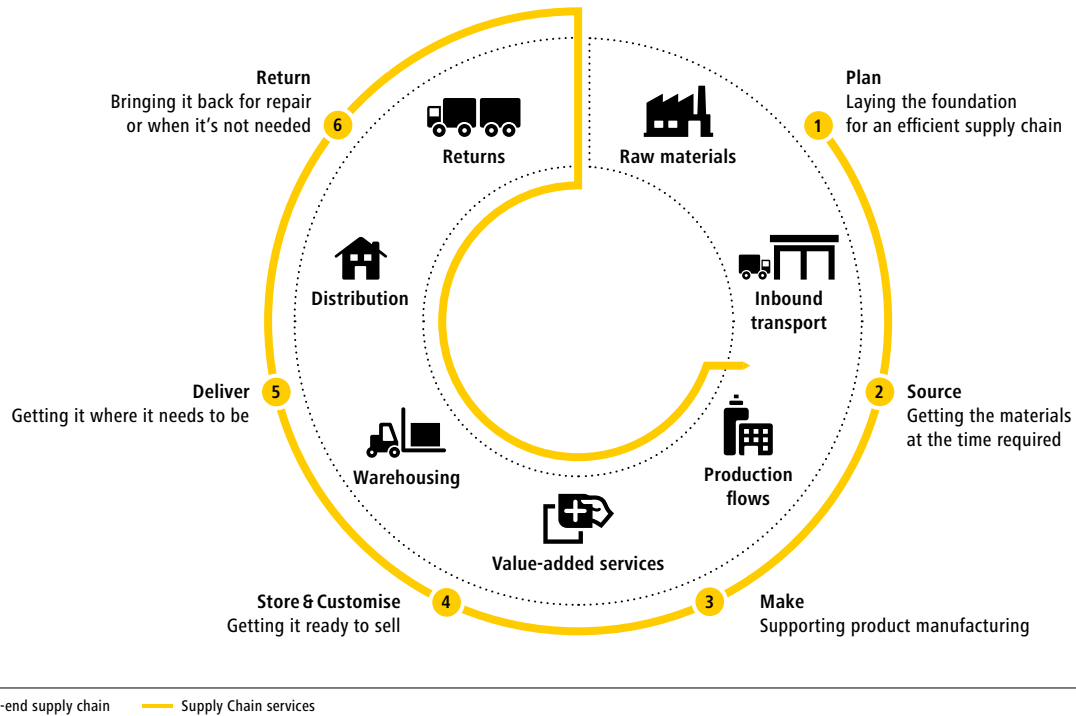 Plan
Laying the foundation
for an efficient supply chain
1
Raw materials
Inbound
transport
2
Source
Getting the materials
at the time required
Production
flows
3
Make
Supporting product manufacturing
Value-added services
4
Store & Customise
Getting it ready to sell
Warehousing
5
Deliver
Getting it where it needs to be
Distribution
6
Return
Bringing it back for repair
or when it's not needed
Returns
-end supply chain
Supply Chain services